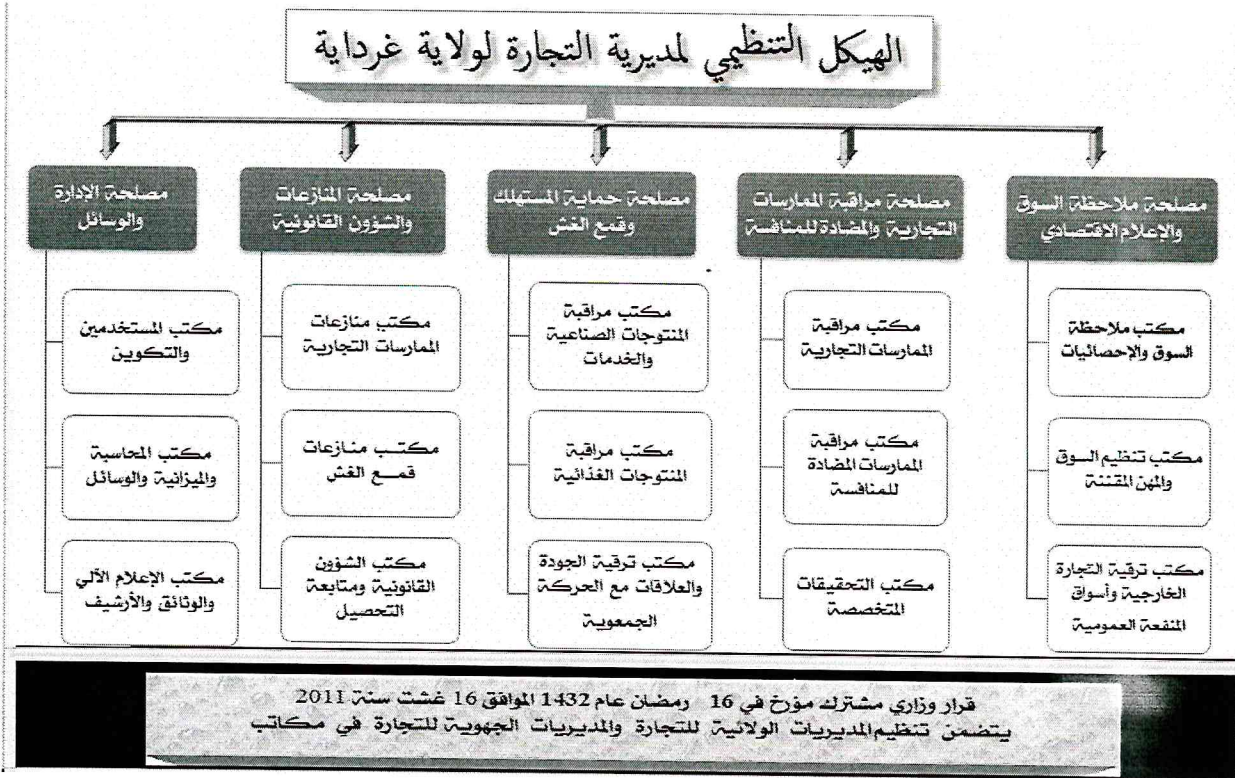 الهيكل التنظيمي لمديرية التجارة لولاية غرداية
مصلحة ملاحظة السوق
والإعلام الاقتصادي
مكتب ملاحظة
السوق والإحصائيات
مكتب تنظيم السوق
والمهن المقننة
مكتب ترقية التجارة
الخارجية وأسواق
المنفعة العمومية
مصلحة مراقبة الممارسات
التجارية والمضادة للمنافسة
مكتب مراقبة
الممارسات التجارية
مكتب مراقبة
الممارسات المضادة
للمنافسة
مكتب التحقيقات
المتخصصة
مصلحة حماية المستهلك
وقمع الغش
مكتب مراقبة
المنتوجات الصناعية
والخدمات
مكتب مراقبة
المنتوجات الغذائية
مكتب ترقية الجودة
والعلاقات مع الحركة
الجمعوية
مصلحة المنازعات
والشؤون القانونية
مكتب منازعات
الممارسات التجارية
مكتب منازعات
قمع الغش
مكتب الشؤون
القانونية ومتابعة
التحصيل
مصلحة الإدارة
والوسائل
مكتب المستخدمين
والتكوين
مكتب المحاسبة
والميزانية والوسائل
مكتب الإعلام الآلي
والوثائق والأرشيف
قرار وزاري مشترك مؤرخ في 16 رمضان عام 1432 الموافق 16 غشت سنة 2011
يتضمن تنظيم المديريات الولائية للتجارة والمديريات الجهوية للتجارة في مكاتب